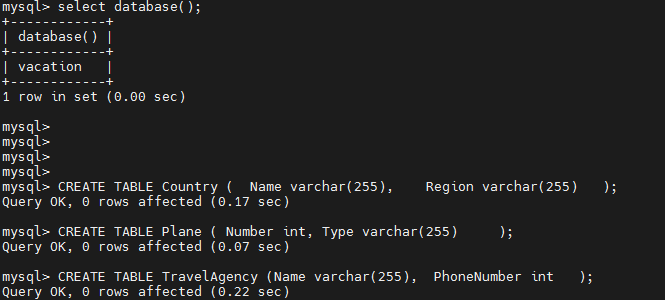 mysql> select database();
+------------+
| database() |
+------------+
| vacation   |
+------------+
1 row in set (0.00 sec)
mysql>
mysql>
mysql>
mysql>
mysql> CREATE TABLE Country (  Name varchar(255),    Region varchar(255)   );
Query OK, 0 rows affected (0.17 sec)
mysql> CREATE TABLE Plane ( Number int, Type varchar(255)     );
Query OK, 0 rows affected (0.07 sec)
mysql> CREATE TABLE TravelAgency (Name varchar(255),  PhoneNumber int   );
Query OK, 0 rows affected (0.22 sec)